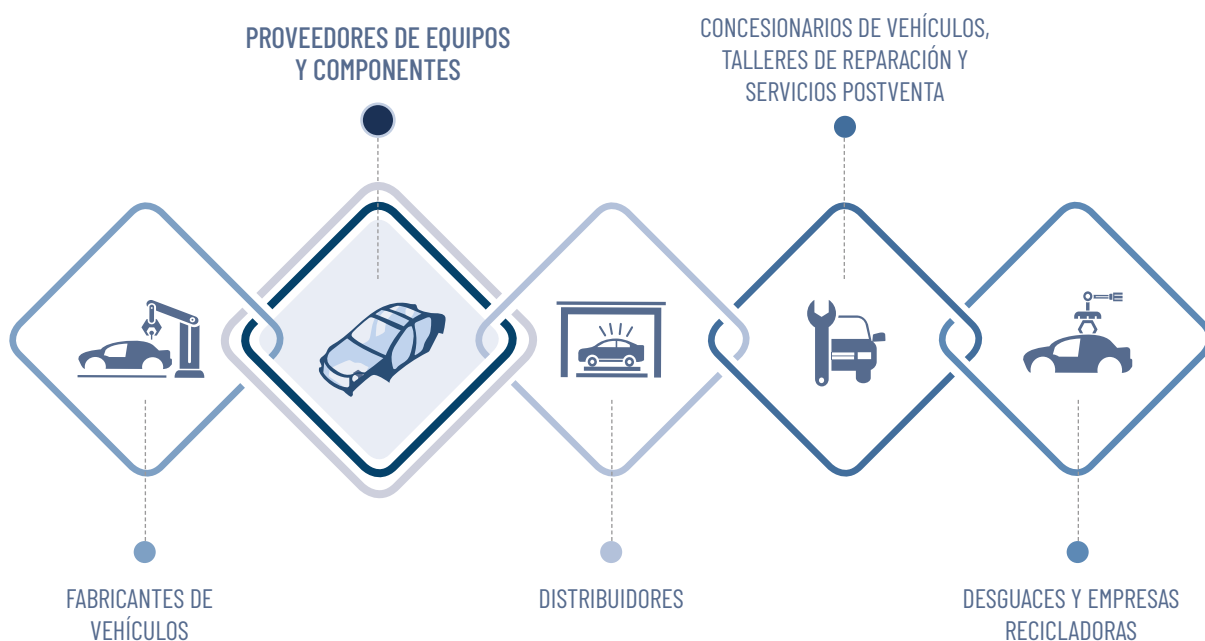 PROVEEDORES DE EQUIPOS
Y COMPONENTES
CONCESIONARIOS DE VEHÍCULOS,
TALLERES DE REPARACIÓN Y
SERVICIOS POSTVENTA
FABRICANTES DE
VEHÍCULOS
DISTRIBUIDORES
DESGUACES Y EMPRESAS
RECICLADORAS